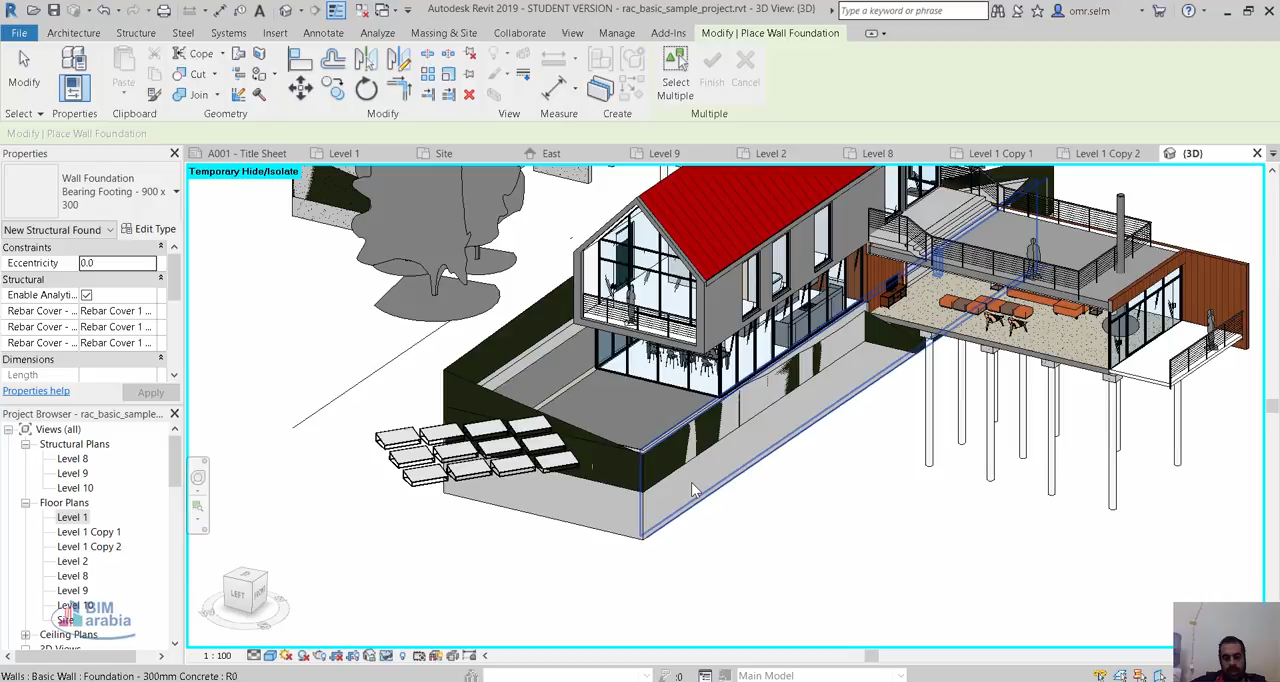 Autodesk Revit 2019 - STUDENT VERSION - rac_basic_sample_project.rvt - 3D View: {3D}
Type a keyword or phrase
omr.selm
File
Architecture
Structure
Steel
Systems
Insert
Annotate
Analyze
Massing & Site
Collaborate
View
Manage
Add-Ins
Modify | Place Wall Foundation
Modify
Paste
Cope
Cut
Join
Select
Multiple
Finish
Cancel
Select
Properties
Clipboard
Geometry
Modify
View
Measure
Create
Multiple
Modify | Place Wall Foundation
Properties
A001 - Title Sheet
Level 1
Site
East
Level 9
Level 2
Level 8
Level 1 Copy 1
Level 1 Copy 2
{3D}
Temporary Hide/Isolate
Wall Foundation
Bearing Footing - 900 x
300
New Structural Found
Edit Type
Constraints
Eccentricity 0.0
Structural
Enable Analyti...
Rebar Cover - ... Rebar Cover 1 ...
Rebar Cover - ... Rebar Cover 1 ...
Rebar Cover - ... Rebar Cover 1 ...
Dimensions
Length
Properties help
Apply
Project Browser - rac_basic_sample...
Views (all)
Structural Plans
Level 8
Level 9
Level 10
Floor Plans
Level 1
Level 1 Copy 1
Level 1 Copy 2
Level 2
Level 8
Level 9
Level 10
Site
Ceiling Plans
3D Views
BIM
arabia
LEFT
FRONT
1 : 100
Walls : Basic Wall : Foundation - 300mm Concrete : R0
:0
Main Model